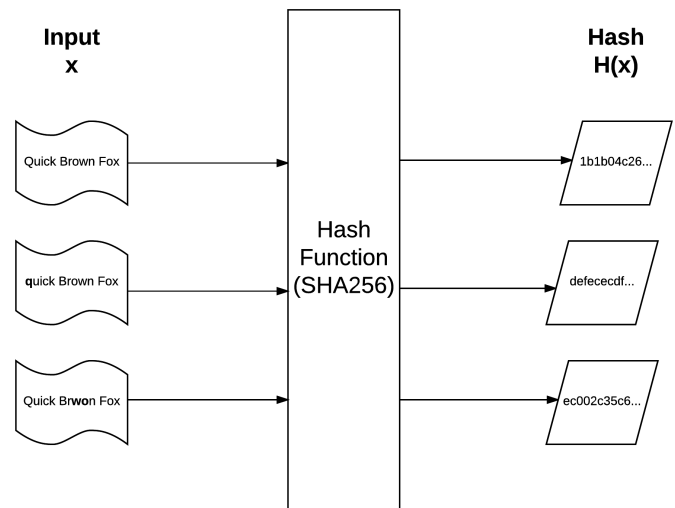 Input
x
Hash
H(x)
Quick Brown Fox
1b1b04c26...
Hash
Function
(SHA256)
quick Brown Fox
defececdf...
Quick Brwon Fox
ec002c35c6...